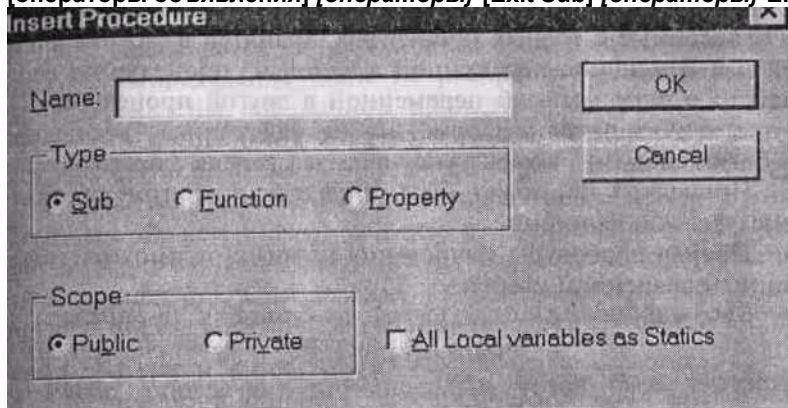 Insert Procedure
Name:
OK
Cancel
Type
Sub Function Property
Scope
Public Private
All Local variables as Statics